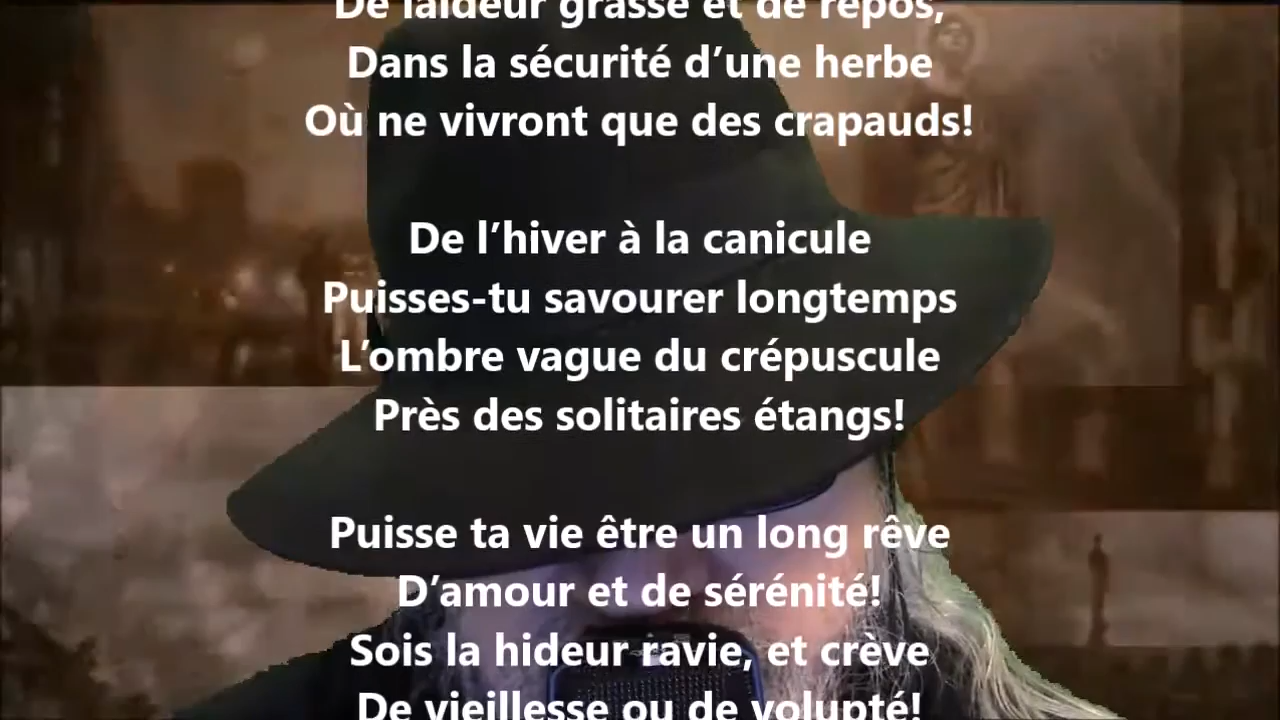 De laideur grasse et de repos,
Dans la sécurité d’une herbe
Où ne vivront que des crapauds!
De l’hiver à la canicule
Puisses-tu savourer longtemps
L’ombre vague du crépuscule
Près des solitaires étangs!
Puisse ta vie être un long rêve
D’amour et de sérénité!
Sois la hideur ravie, et crève
De vieillesse ou de volupté!